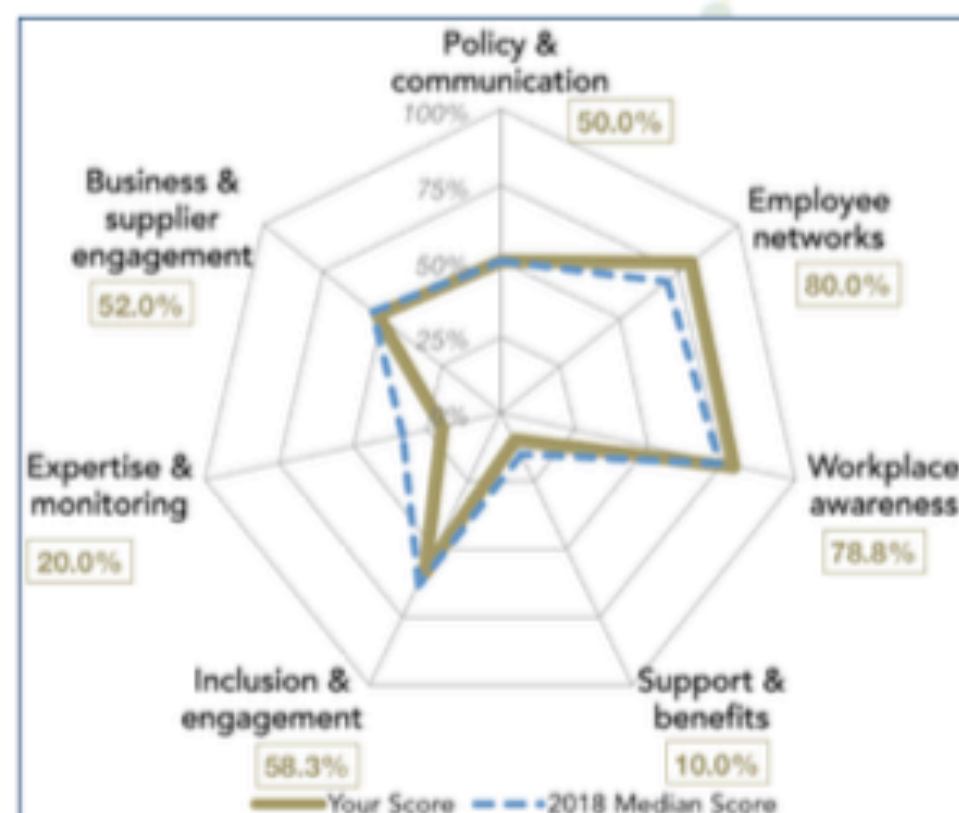 Policy &
communication
100%
50.0%
75%
Business &
supplier
engagement
52.0%
Employee
networks
80.0%
50%
25%
0%
Expertise &
monitoring
20.0%
Workplace
awareness
78.8%
Inclusion &
engagement
58.3%
Support &
benefits
10.0%
Your Score
2018 Median Score